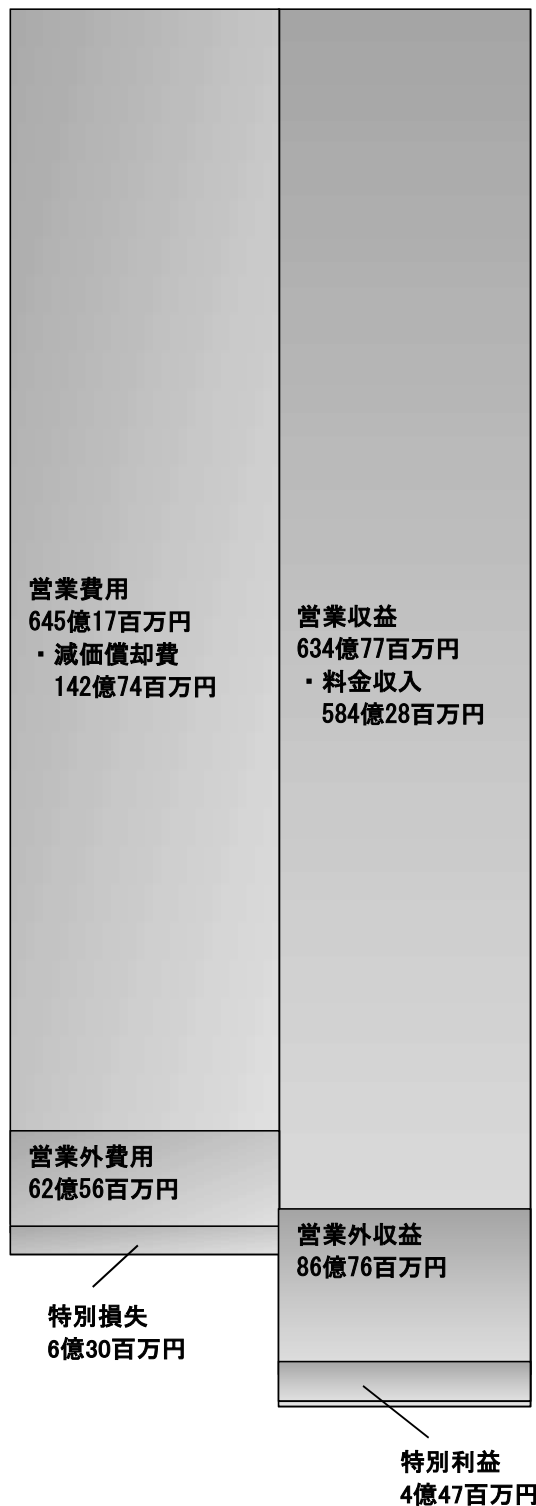 営業費用
645億17百万円
・減価償却費
142億74百万円
営業収益
634億77百万円
・料金収入
584億28百万円
営業外費用
62億56百万円
営業外収益
86億76百万円
特別損失
6億30百万円
特別利益
4億47百万円